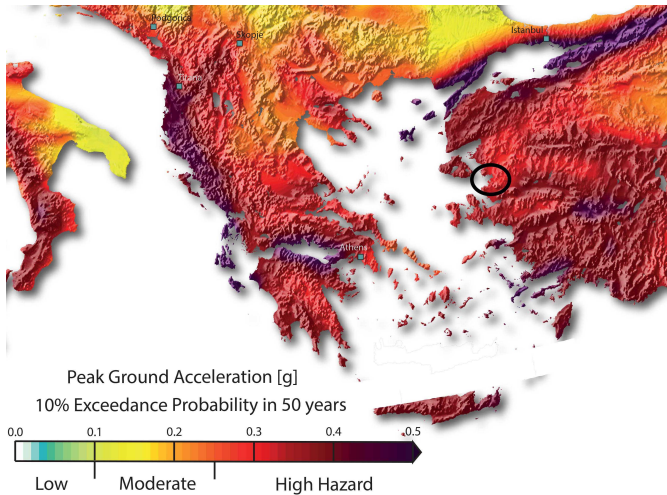 Podgorica
Skopje
Istanbul
Tirana
Athens
Peak Ground Acceleration [g]
10% Exceedance Probability in 50 years
0.0 0.1 0.2 0.3 0.4 0.5
Low Moderate High Hazard